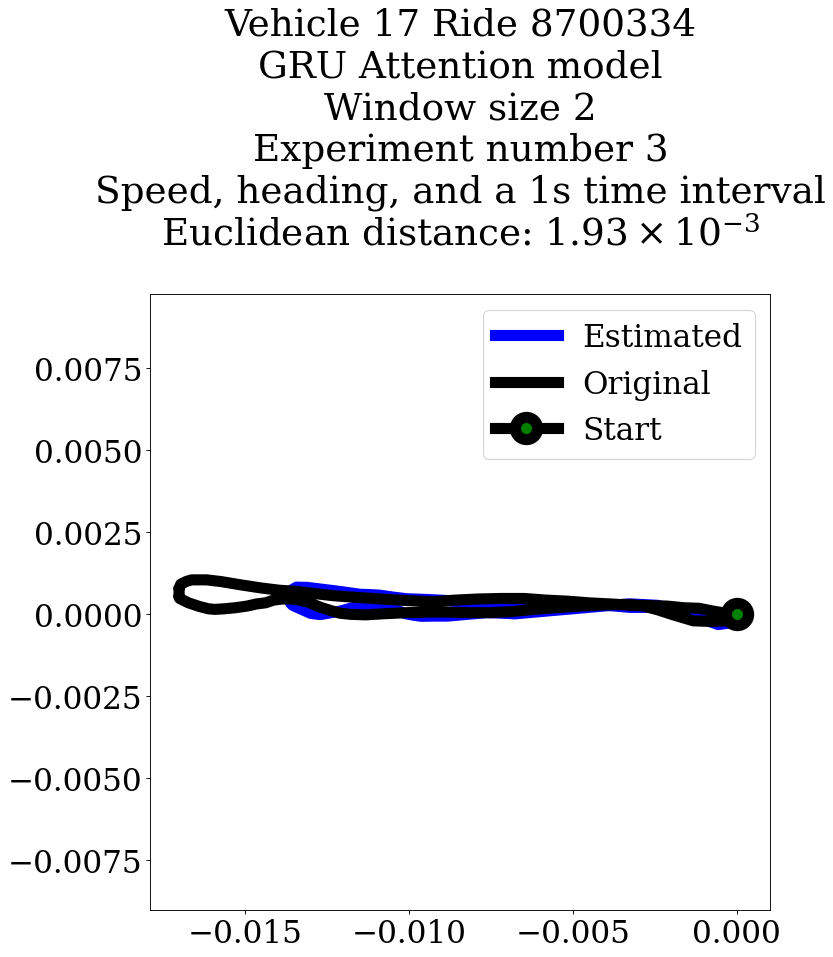 Vehicle 17 Ride 8700334
GRU Attention model
Window size 2
Experiment number 3
Speed, heading, and a 1s time interval
Euclidean distance: 1.93 × 10⁻³
Estimated
Original
Start
0.0075
0.0050
0.0025
0.0000
−0.0025
−0.0050
−0.0075
−0.015
−0.010
−0.005
0.000